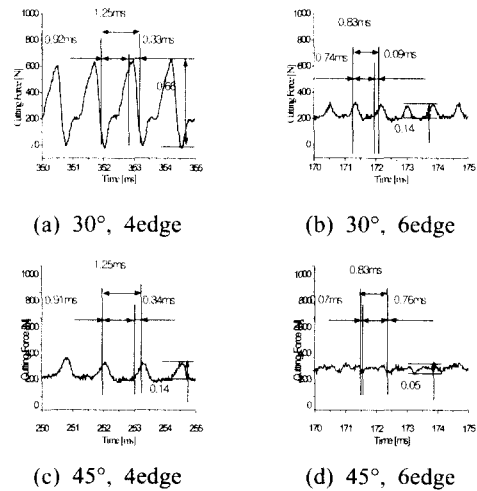 1.25ms
1000
0.92ms
0.33ms
800
600
400
200
0
Cutting Force [N]
0.66
350 351 352 353 354 355
Time [ms]
(a) 30°, 4edge
0.83ms
1000
0.74ms
0.09ms
800
600
400
200
0
Cutting Force [N]
0.14
170 171 172 173 174 175
Time [ms]
(b) 30°, 6edge
1.25ms
1000
0.91ms
0.34ms
800
600
400
200
0
0.14
250 251 252 253 254 255
Time [ms]
(c) 45°, 4edge
0.83ms
1000
0.76ms
800
600
400
200
0
0.05
170 171 172 173 174 175
Time [ms]
(d) 45°, 6edge